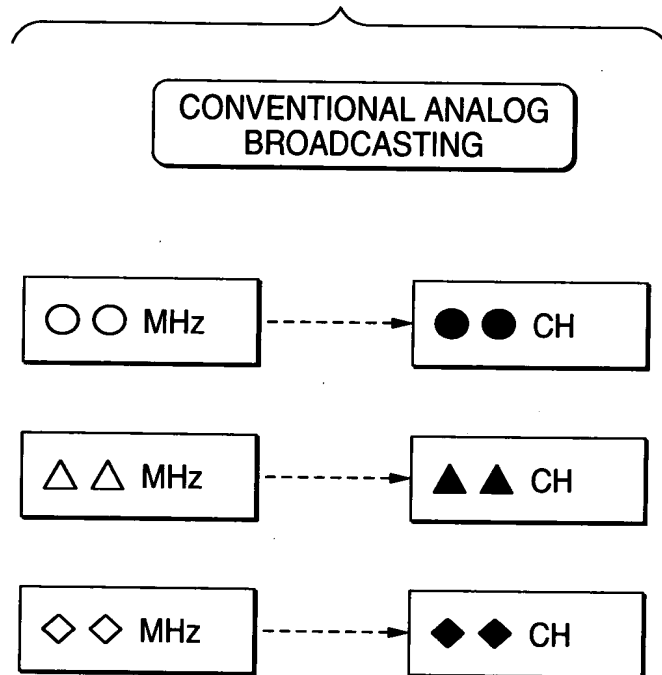 CONVENTIONAL ANALOG
BROADCASTING
○○ MHz
●● CH
△△ MHz
▲▲ CH
◇◇ MHz
◆◆ CH